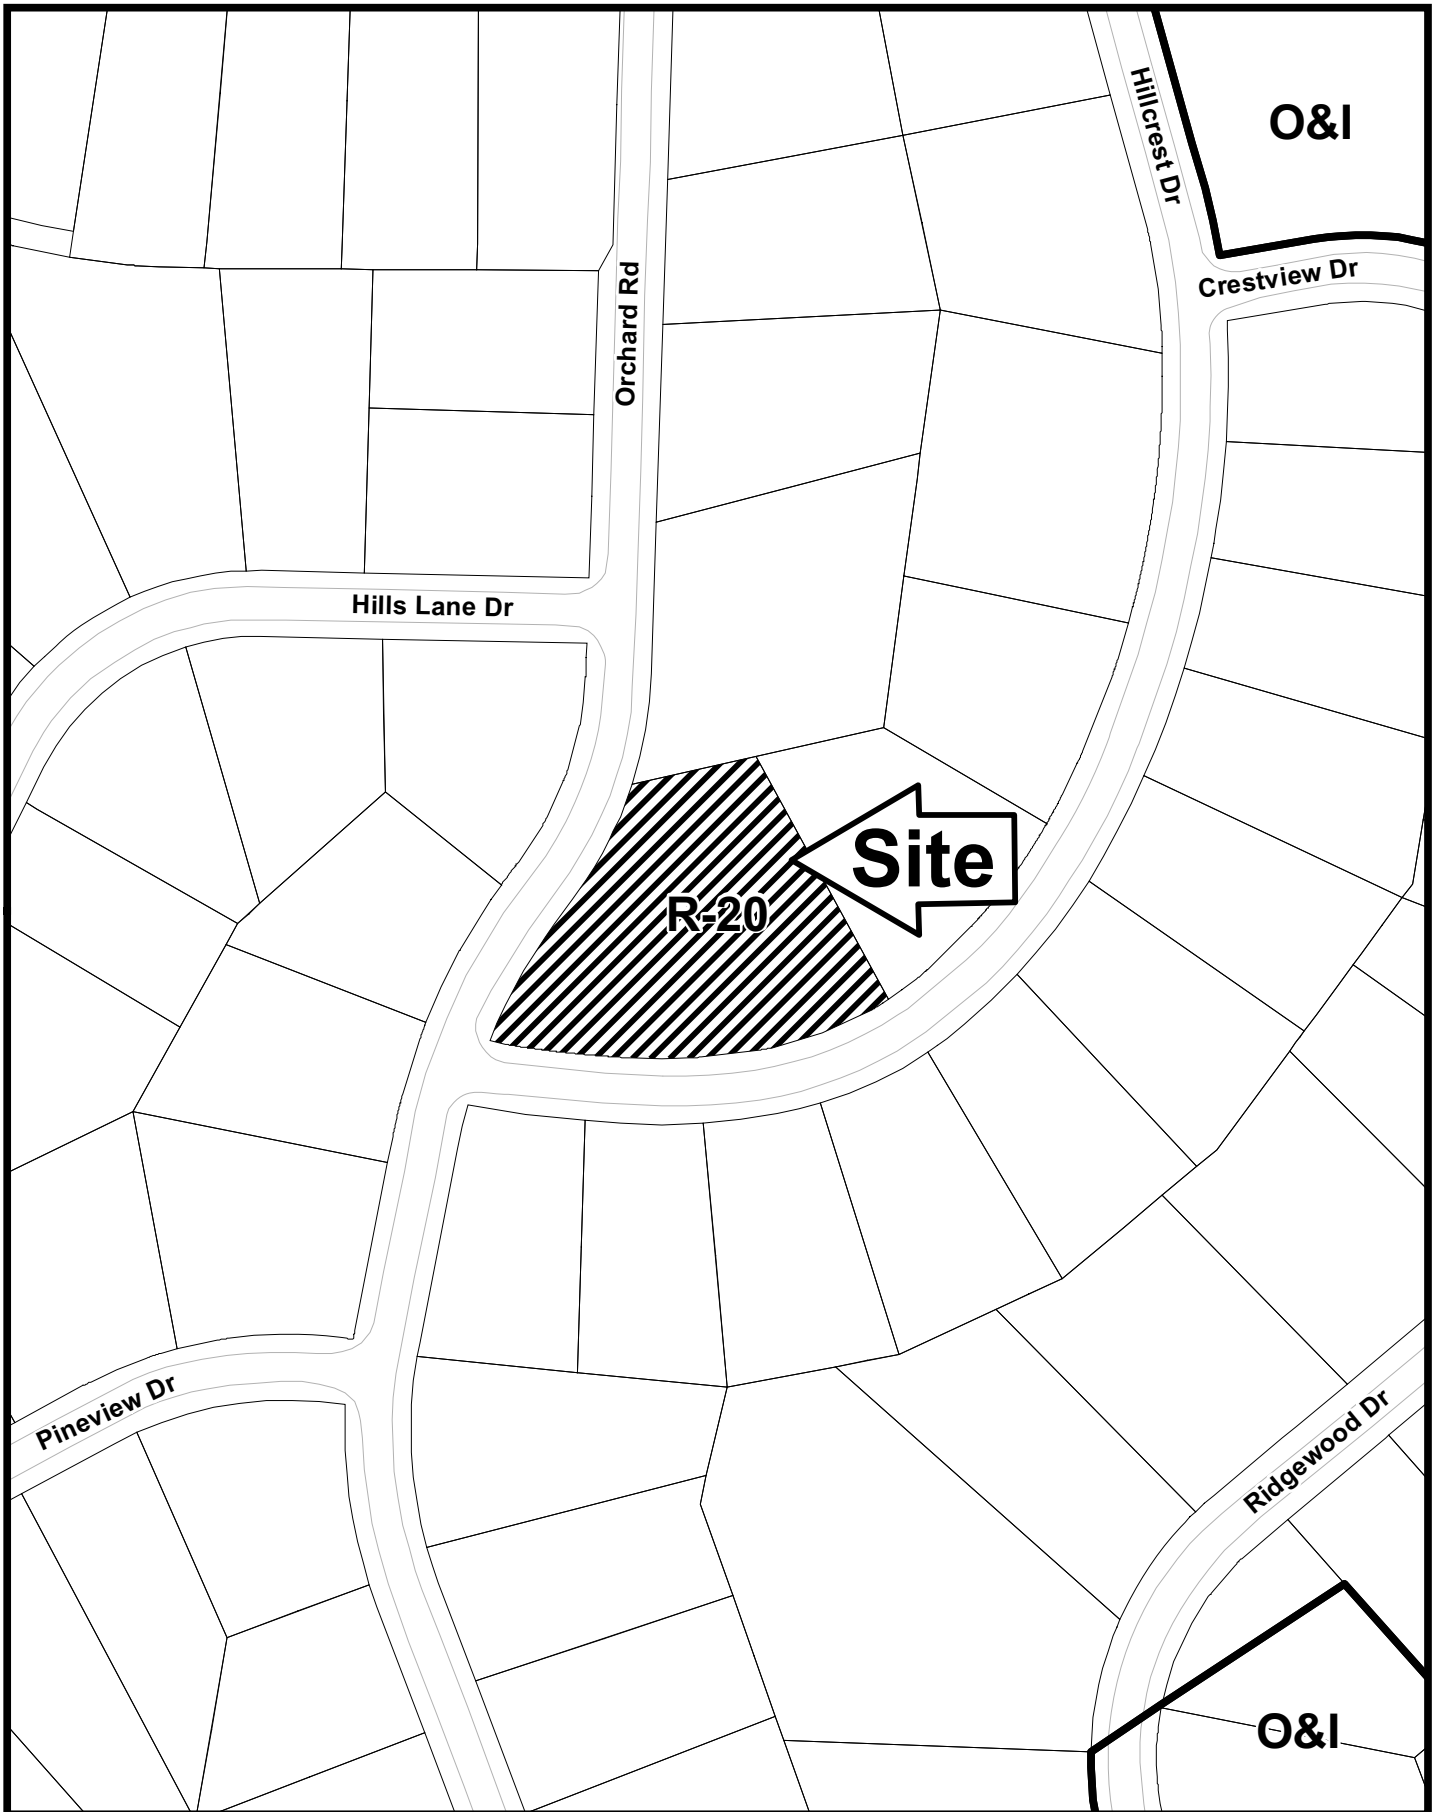 Hillcrest Dr
O&I
Crestview Dr
Orchard Rd
Hills Lane Dr
Site
R-20
Pineview Dr
Ridgewood Dr
O&I